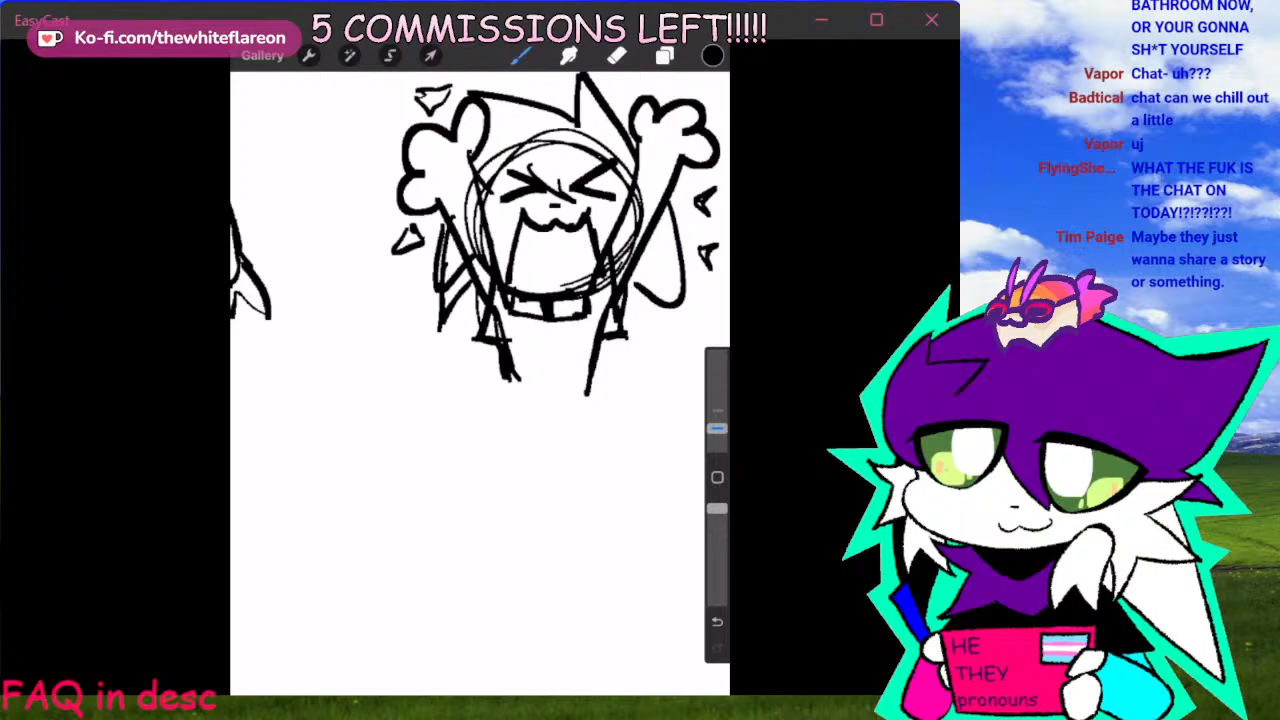 EasyCast
Ko-fi.com/thewhiteflareon
5 COMMISSIONS LEFT!!!!!
Gallery
BATHROOM NOW,
OR YOUR GONNA
SH*T YOURSELF
Vapor Chat- uh???
Badtical chat can we chill out
a little
Vapor uj
FlyingSho... WHAT THE FUK IS
THE CHAT ON
TODAY!?!??!??!
Tim Paige Maybe they just
wanna share a story
or something.
HE
THEY
pronouns
FAQ in desc